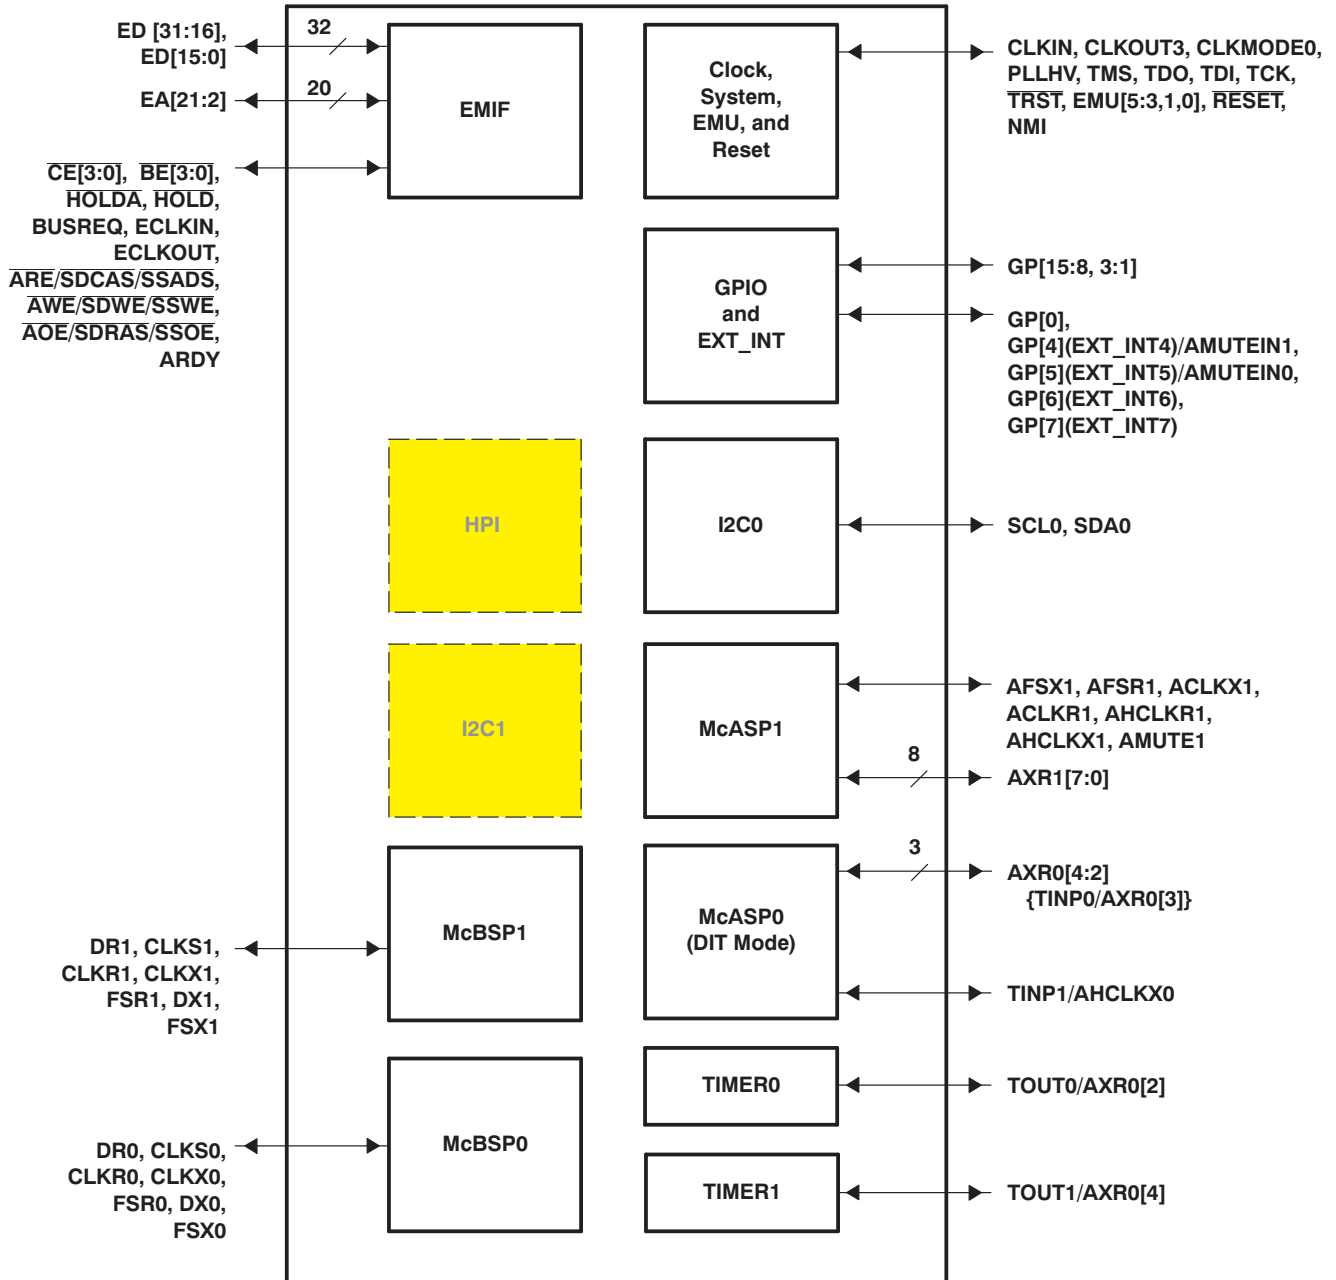 ED [31:16],
ED[15:0]
32
EA[21:2]
20
EMIF
CE[3:0], BE[3:0],
HOLDA, HOLD,
BUSREQ, ECLKIN,
ECLKOUT,
ARE/SDCAS/SSADS,
AWE/SDWE/SSWE,
AOE/SDRAS/SSOE,
ARDY
Clock,
System,
EMU, and
Reset
CLKIN, CLKOUT3, CLKMODE0,
PLLHV, TMS, TDO, TDI, TCK,
TRST, EMU[5:3,1,0], RESET,
NMI
GPIO
and
EXT_INT
GP[15:8, 3:1]
GP[0],
GP[4](EXT_INT4)/AMUTEIN1,
GP[5](EXT_INT5)/AMUTEIN0,
GP[6](EXT_INT6),
GP[7](EXT_INT7)
HPI
I2C0
SCL0, SDA0
I2C1
McASP1
AFSX1, AFSR1, ACLKX1,
ACLKR1, AHCLKR1,
AHCLKX1, AMUTE1
8
AXR1[7:0]
McBSP1
DR1, CLKS1,
CLKR1, CLKX1,
FSR1, DX1,
FSX1
McASP0
(DIT Mode)
3
AXR0[4:2]
{TINP0/AXR0[3]}
TINP1/AHCLKX0
McBSP0
DR0, CLKS0,
CLKR0, CLKX0,
FSR0, DX0,
FSX0
TIMER0
TOUT0/AXR0[2]
TIMER1
TOUT1/AXR0[4]